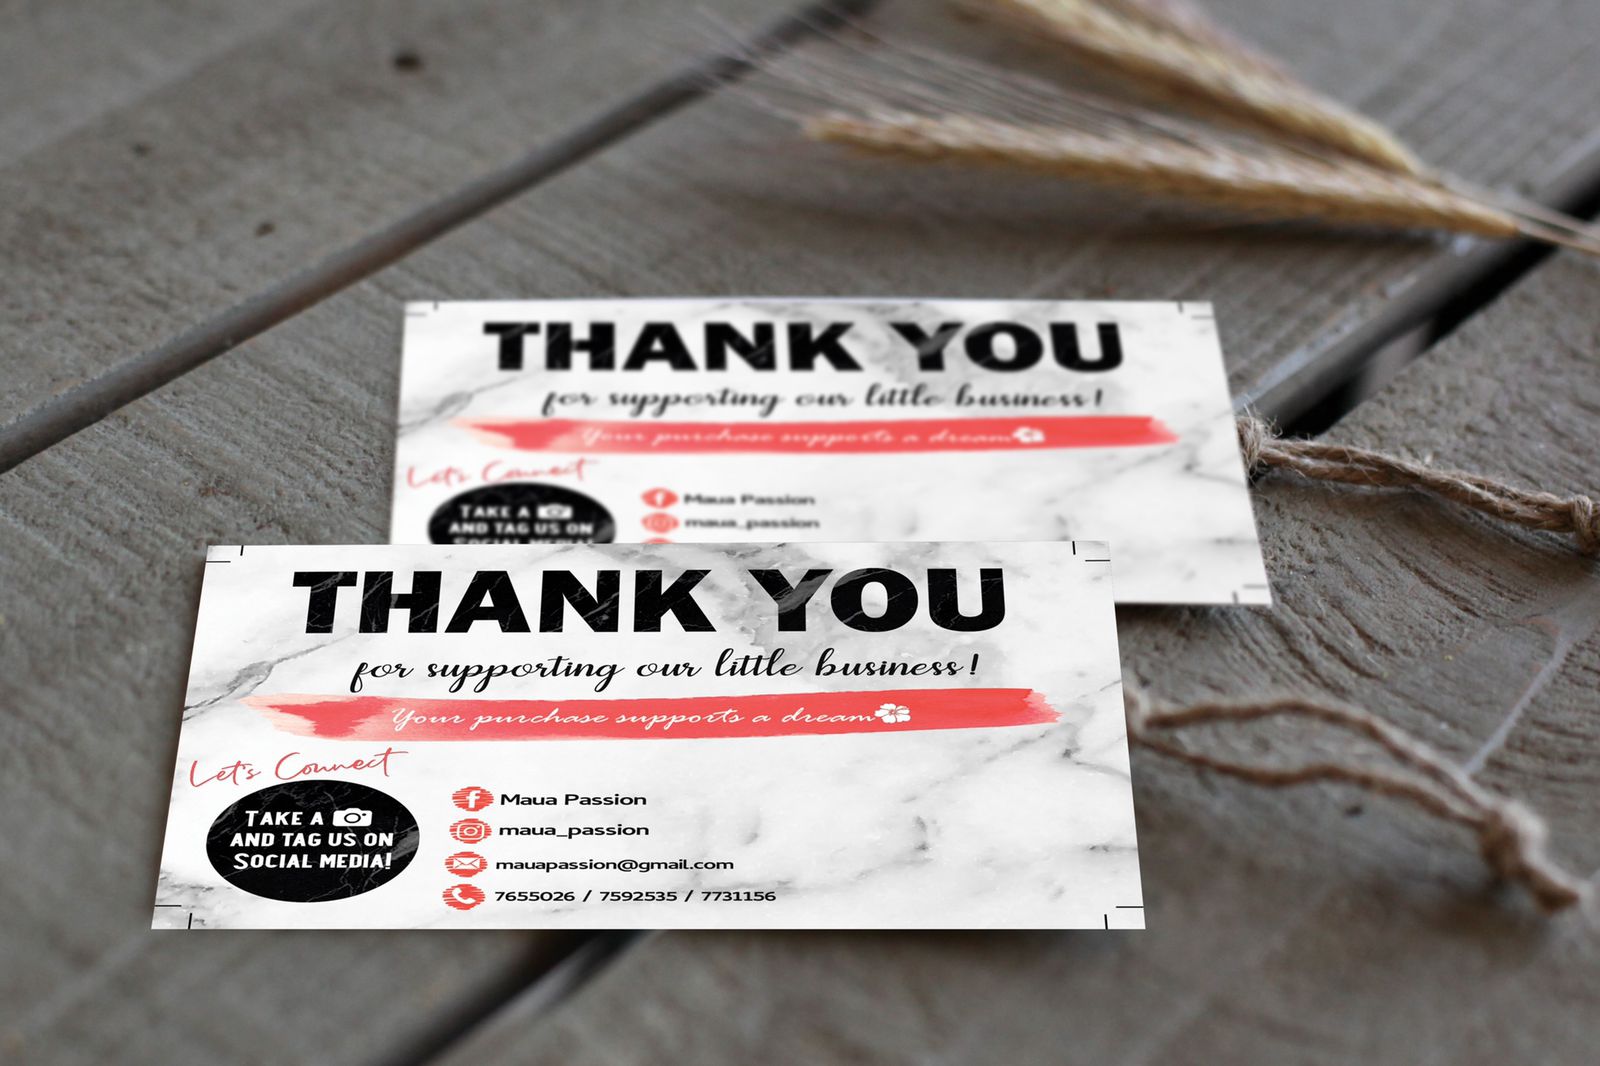 THANK YOU
for supporting our little business!
Your purchase supports a dream
Let's Connect
TAKE A
AND TAG US ON
SOCIAL MEDIA!
Maua Passion
maua_passion
THANK YOU
for supporting our little business!
Your purchase supports a dream
Let's Connect
TAKE A
AND TAG US ON
SOCIAL MEDIA!
Maua Passion
maua_passion
mauapassion@gmail.com
7655026 / 7592535 / 7731156